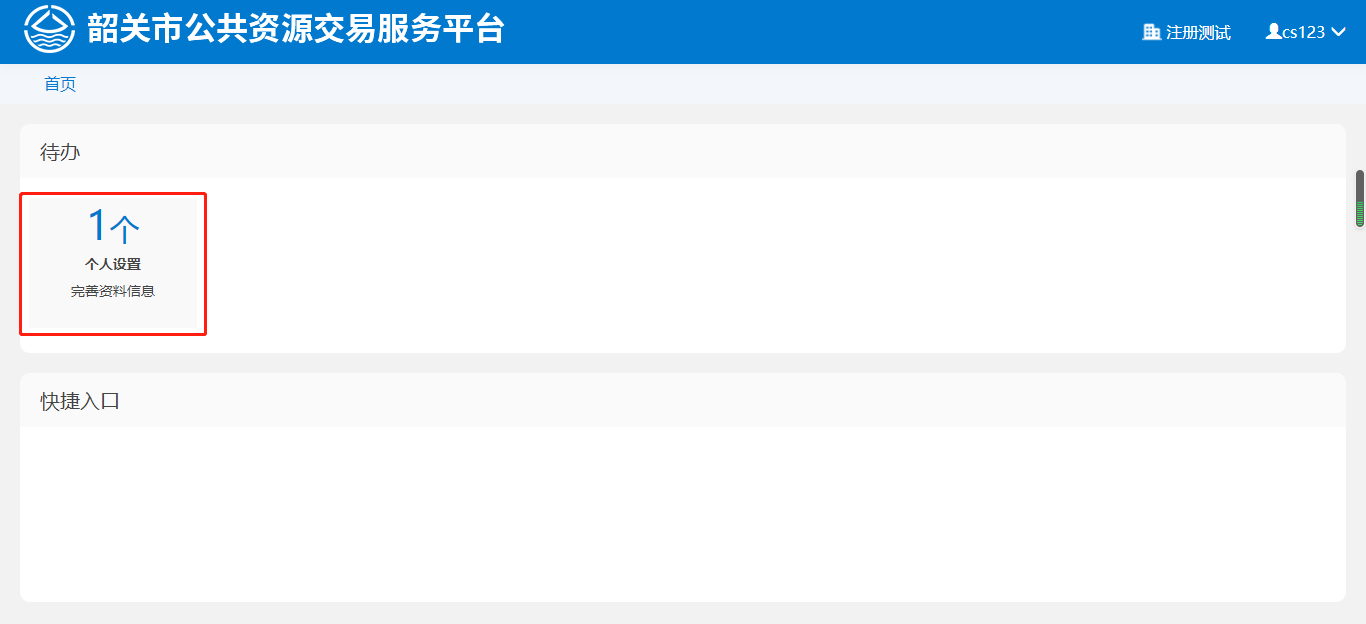 韶关市公共资源交易服务平台
注册测试
cs123
首页
待办
1个
个人设置
完善资料信息
快捷入口